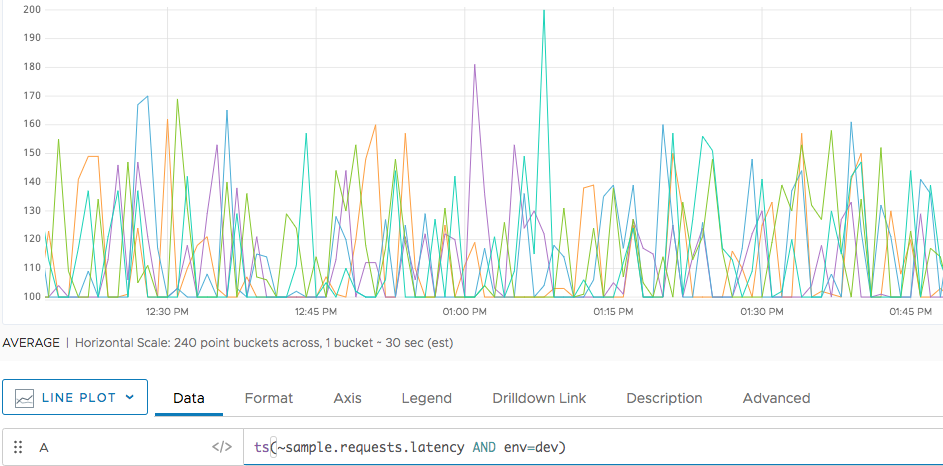 200
190
180
170
160
150
140
130
120
110
100
12:30 PM 12:45 PM 01:00 PM 01:15 PM 01:30 PM 01:45 PM
AVERAGE | Horizontal Scale: 240 point buckets across, 1 bucket ~ 30 sec (est)
LINE PLOT Data Format Axis Legend Drilldown Link Description Advanced
A </> ts(~sample.requests.latency AND env=dev)